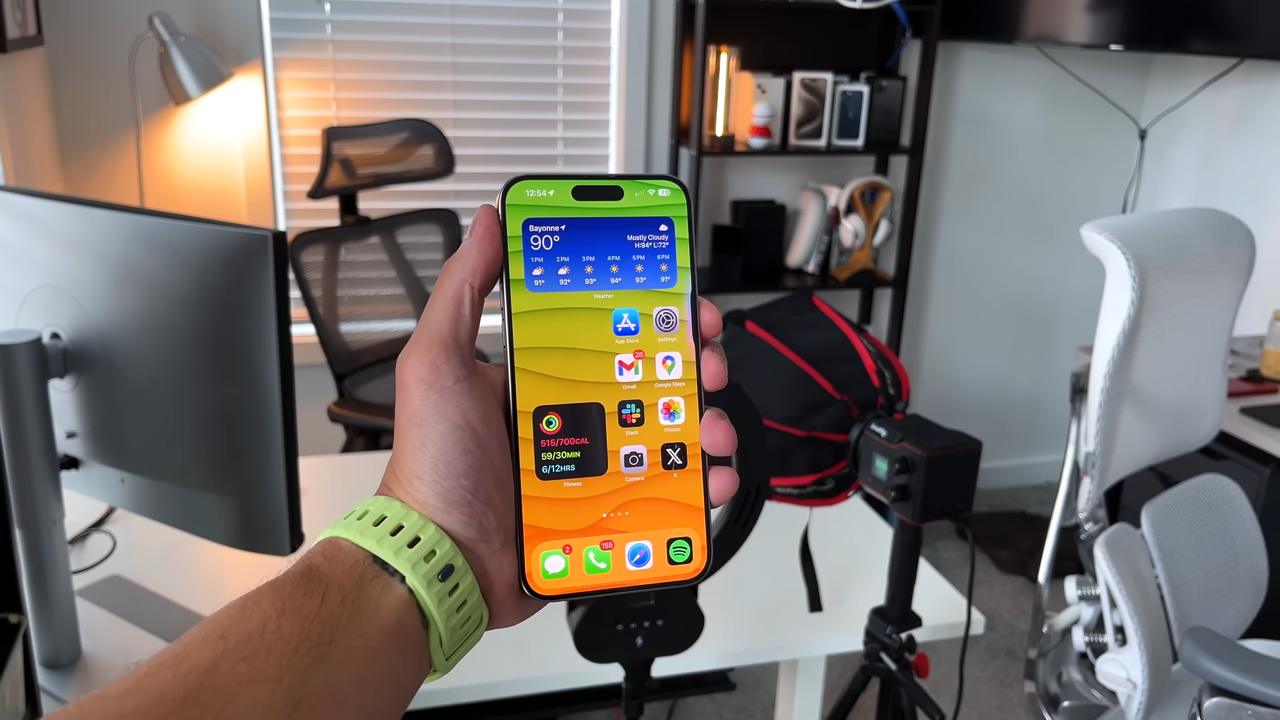 12:54
76
Bayonne
90°
Mostly Cloudy
H:94° L:72°
1PM 2PM 3PM 4PM 5PM 6PM
91° 92° 93° 94° 93° 91°
Weather
App Store
Settings
28
Gmail
Google Maps
515/700CAL
59/30MIN
6/12HRS
Fitness
Slack
Photos
Camera
X
2
155